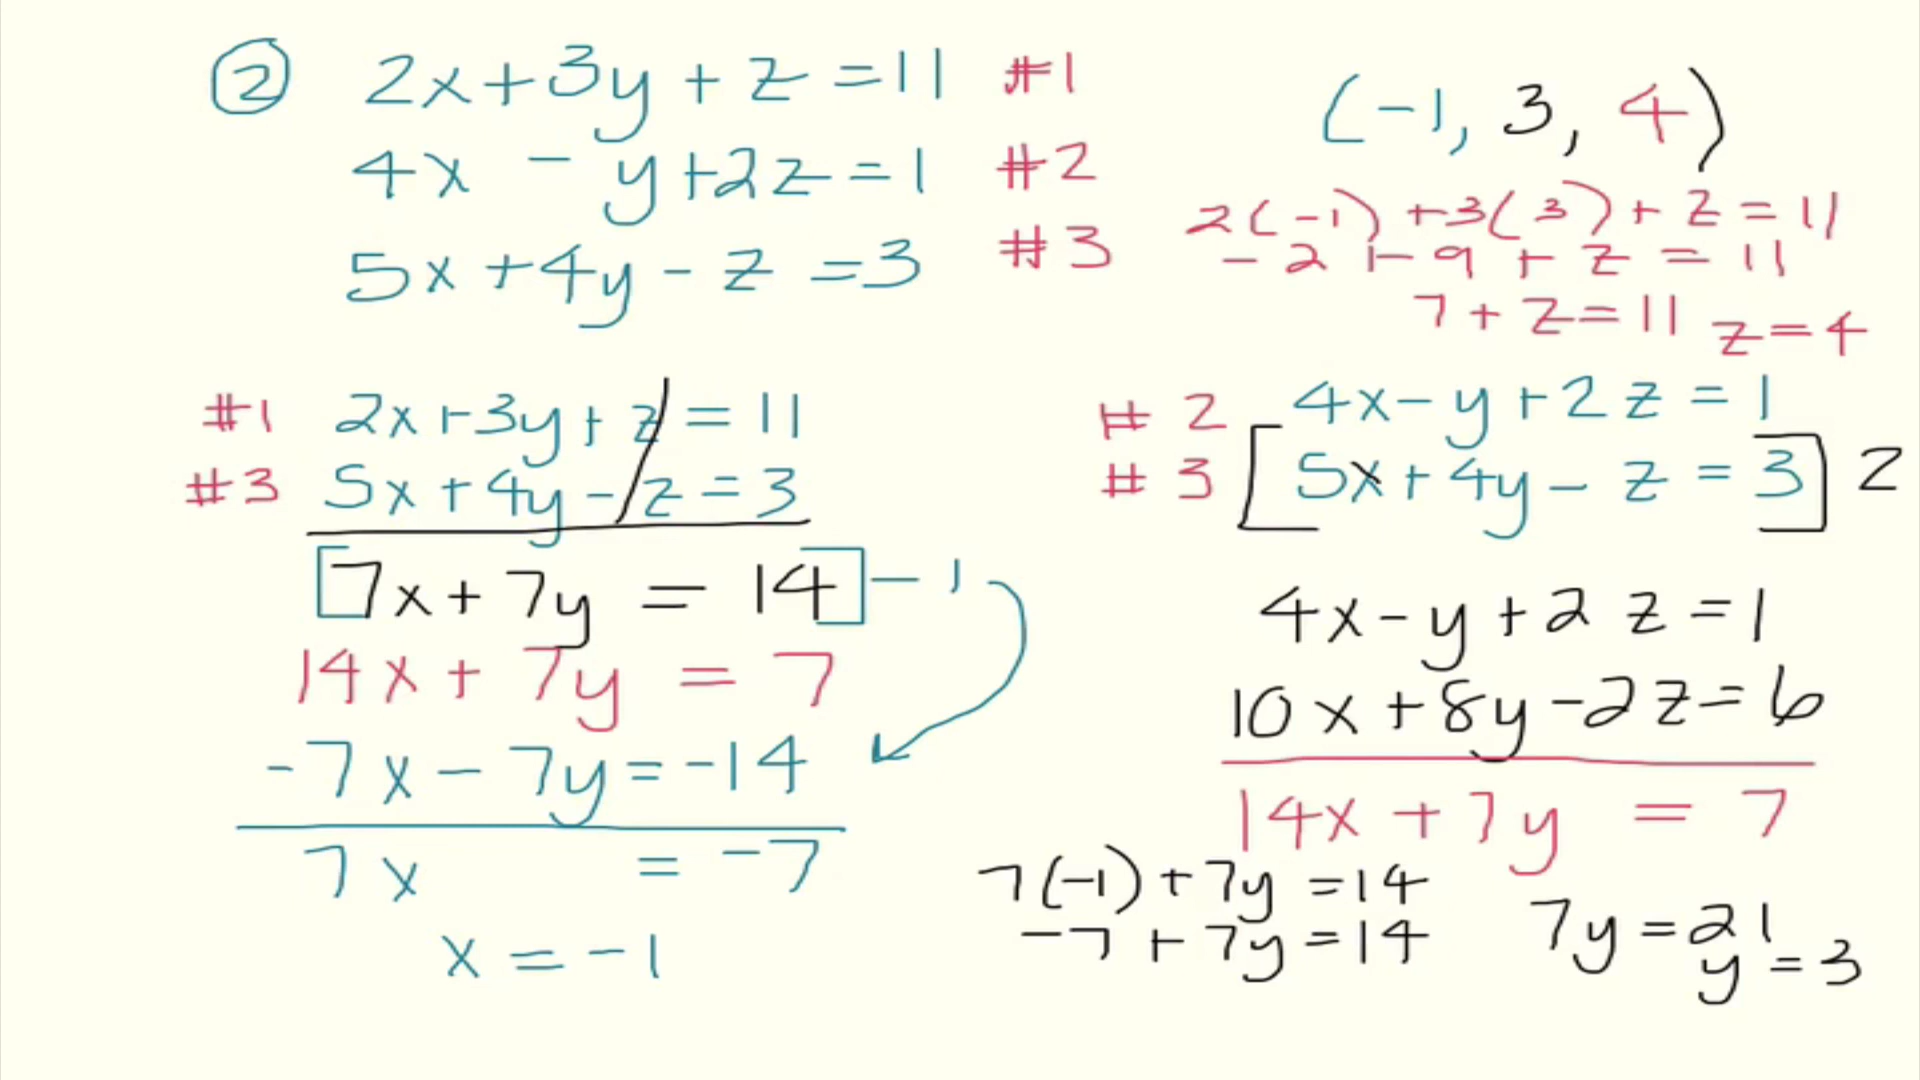 ② 2x+3y+z=11 #1
4x - y+2z=1 #2
5x+4y-z=3 #3
(-1, 3, 4)
2(-1)+3(3)+z=11
-2+9+z=11
7+z=11 z=4
#1 2x+3y+z=11
#3 5x+4y-z=3
[7x+7y=14]-1
14x+7y=7
-7x-7y=-14
7x=-7
x=-1
#2 4x-y+2z=1
#3 [5x+4y-z=3]2
4x-y+2z=1
10x+8y-2z=6
14x+7y=7
7(-1)+7y=14
-7+7y=14
7y=21
y=3